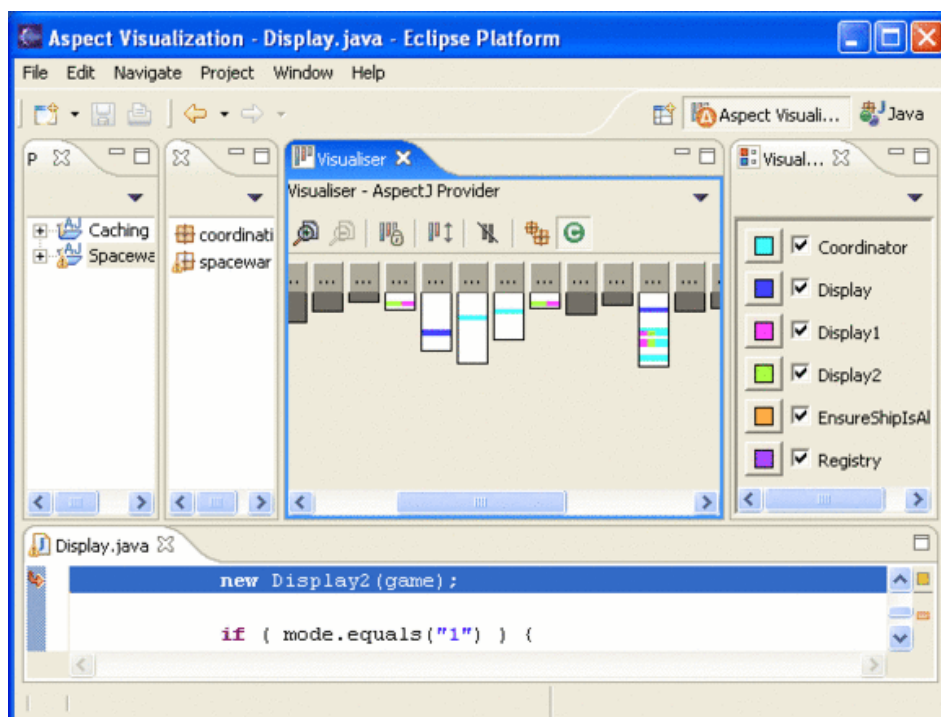 Aspect Visualization - Display.java - Eclipse Platform
File Edit Navigate Project Window Help
Aspect Visuali... Java
P Visualiser Visual...
Visualiser - AspectJ Provider
Caching
Spacewa
coordinati
spacewar
... ... ... ... ... ... ... ... ... ... ... ...
Coordinator
Display
Display1
Display2
EnsureShipIsAl
Registry
Display.java
new Display2(game);
if ( mode.equals("1") ) {